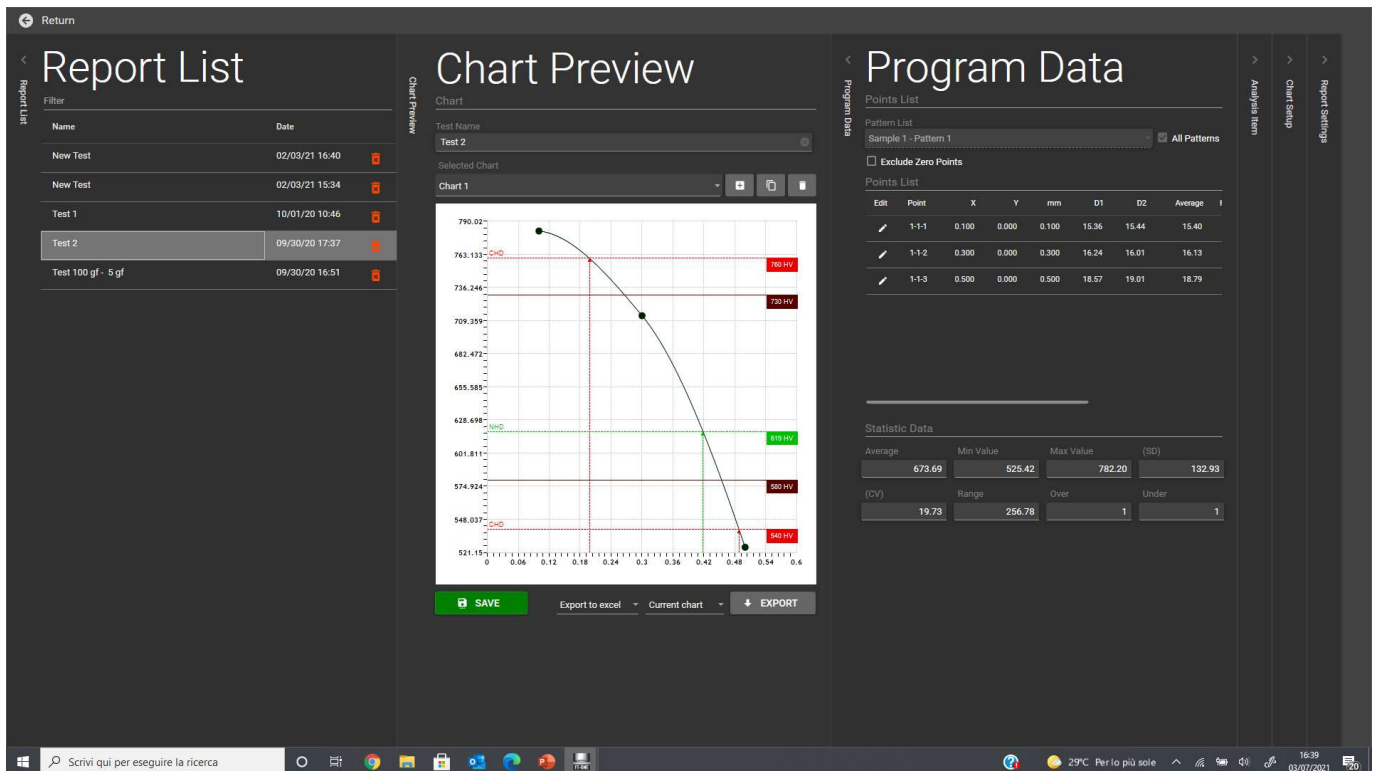 Return
Report List
Report List
Filter
Name Date
New Test 02/03/21 16:40
New Test 02/03/21 15:34
Test 1 10/01/20 10:46
Test 2 09/30/20 17:37
Test 100 gf - 5 gf 09/30/20 16:51
Chart Preview
Chart Preview
Chart
Test Name
Test 2
Selected Chart
Chart 1
790.02
763.133
736.246
709.359
682.472
655.585
628.698
601.811
574.924
548.037
521.15
CHD
760 HV
730 HV
NHD
619 HV
580 HV
CHD
540 HV
0 0.06 0.12 0.18 0.24 0.3 0.36 0.42 0.48 0.54 0.6
SAVE
Export to excel
Current chart
EXPORT
Program Data
Program Data
Points List
Pattern List
Sample 1 - Pattern 1
All Patterns
Exclude Zero Points
Points List
Edit Point X Y mm D1 D2 Average
1-1-1 0.100 0.000 0.100 15.36 15.44 15.40
1-1-2 0.300 0.000 0.300 16.24 16.01 16.13
1-1-3 0.500 0.000 0.500 18.57 19.01 18.79
Statistic Data
Average Min Value Max Value (SD)
673.69 525.42 782.20 132.93
(CV) Range Over Under
19.73 256.78 1 1
Analysis Item
Chart Setup
Report Settings
Scrivi qui per eseguire la ricerca
IT-ONE
29°C Per lo più sole
16:39
03/07/2021
20